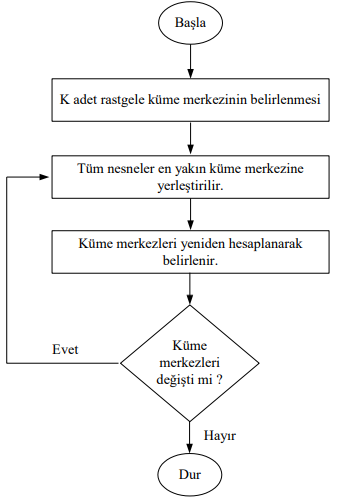 Başla
K adet rastgele küme merkezinin belirlenmesi
Tüm nesneler en yakın küme merkezine
yerleştirilir.
Küme merkezleri yeniden hesaplanarak
belirlenir.
Küme
merkezleri
değişti mi ?
Evet
Hayır
Dur